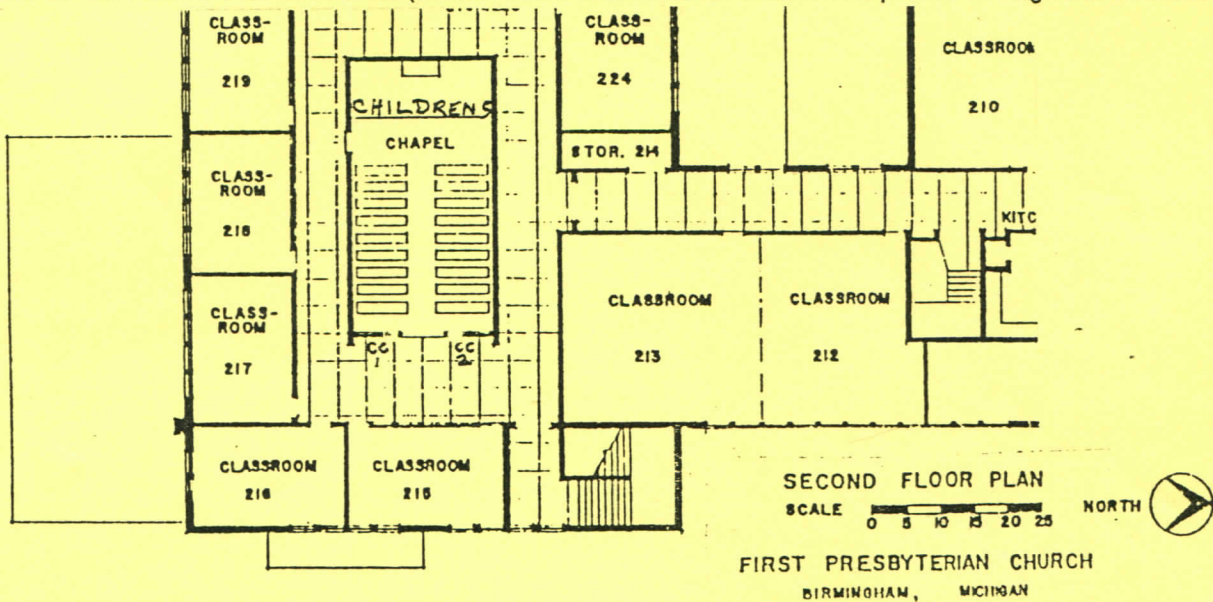 CLASS-
ROOM
219
CLASS-
ROOM
224
CLASSROOM
210
CHILDRENS
CHAPEL
STOR. 214
CLASS-
ROOM
218
KITC
CLASS-
ROOM
217
CLASSROOM
213
CLASSROOM
212
CC
1
CC
2
CLASSROOM
216
CLASSROOM
215
SECOND FLOOR PLAN
SCALE 0 5 10 15 20 25
NORTH
FIRST PRESBYTERIAN CHURCH
BIRMINGHAM, MICHIGAN